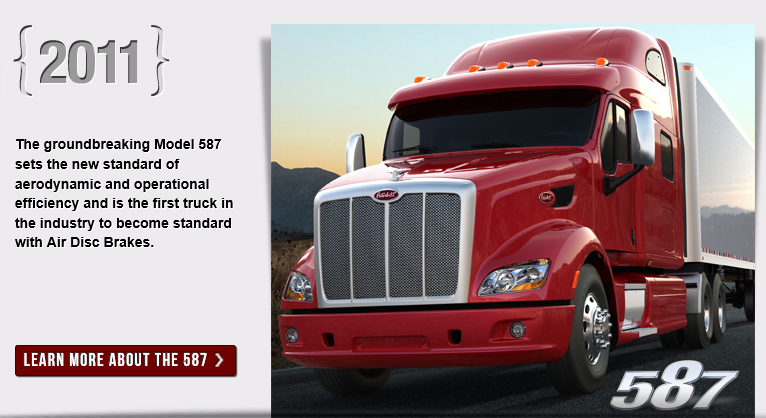 {2011}
The groundbreaking Model 587
sets the new standard of
aerodynamic and operational
efficiency and is the first truck in
the industry to become standard
with Air Disc Brakes.
LEARN MORE ABOUT THE 587 >
Peterbilt
587